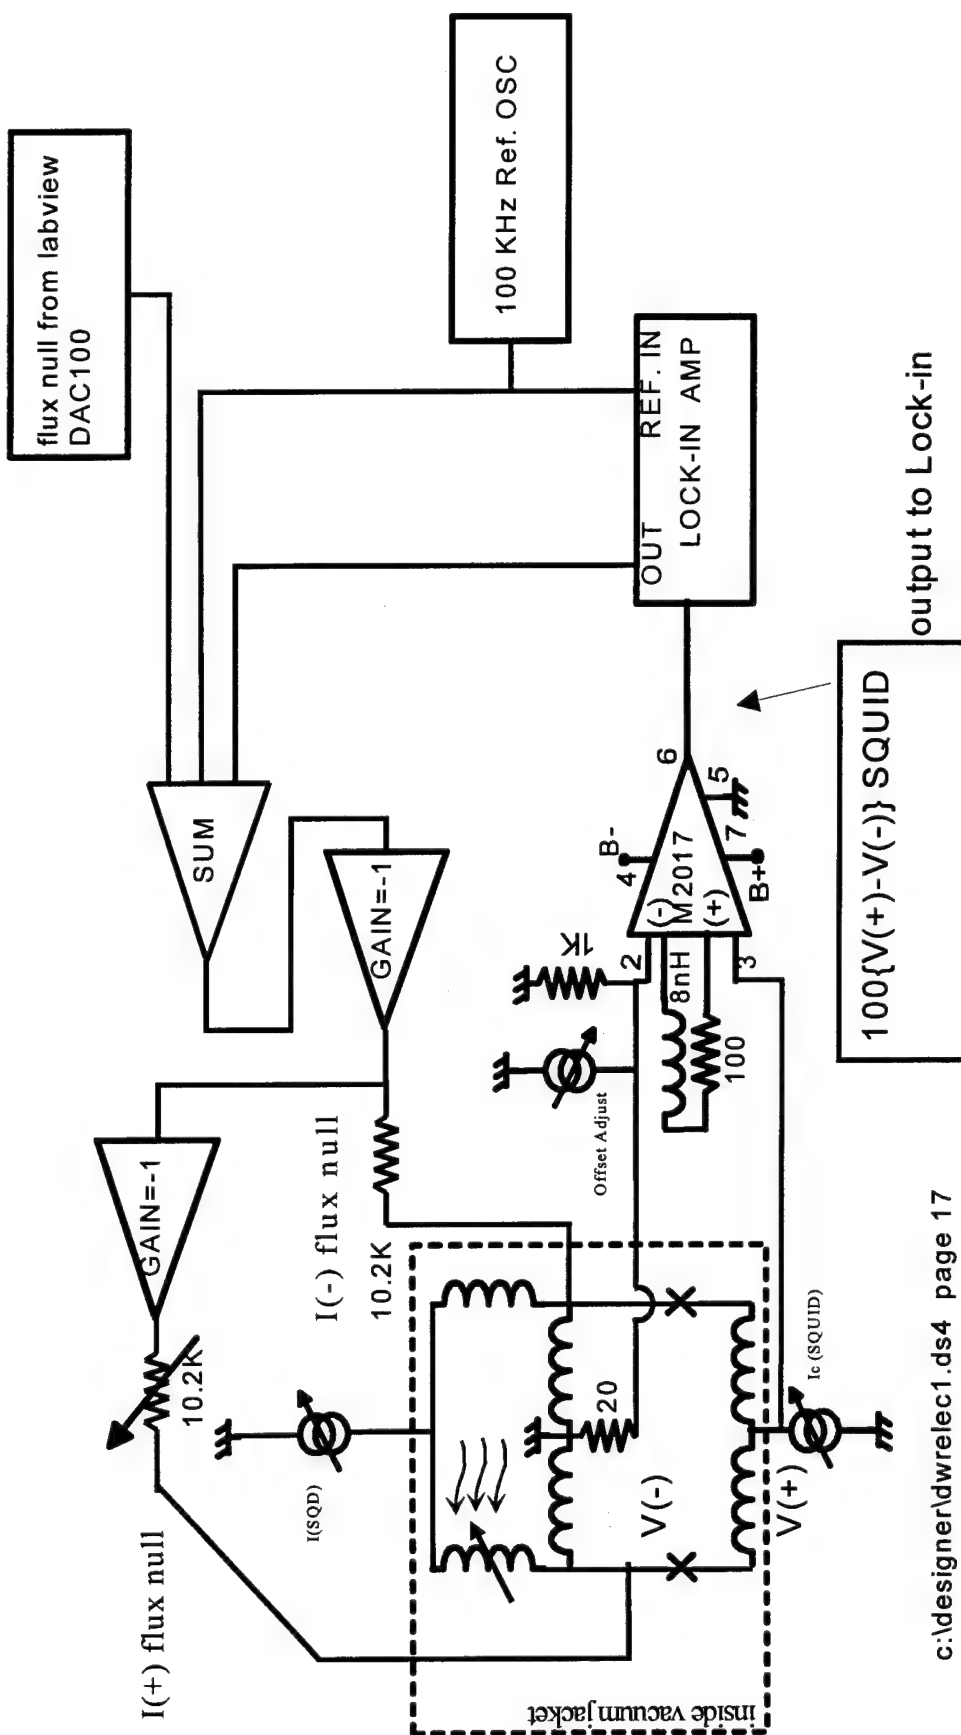 flux null from labview
DAC100
100 KHz Ref. OSC
SUM
GAIN=-1
GAIN=-1
10.2K
I(+) flux null
I(-) flux null
10.2K
OUT
REF. IN
LOCK-IN AMP
output to Lock-in
100{V(+)-V(-)} SQUID
6
5
7
B+
B-
4
M2017
(-)
(+)
2
3
1K
8nH
100
Offset Adjust
I(SQD)
20
V(-)
V(+)
Ic (SQUID)
inside vacuum jacket
c:\designer\dwrelec1.ds4 page 17